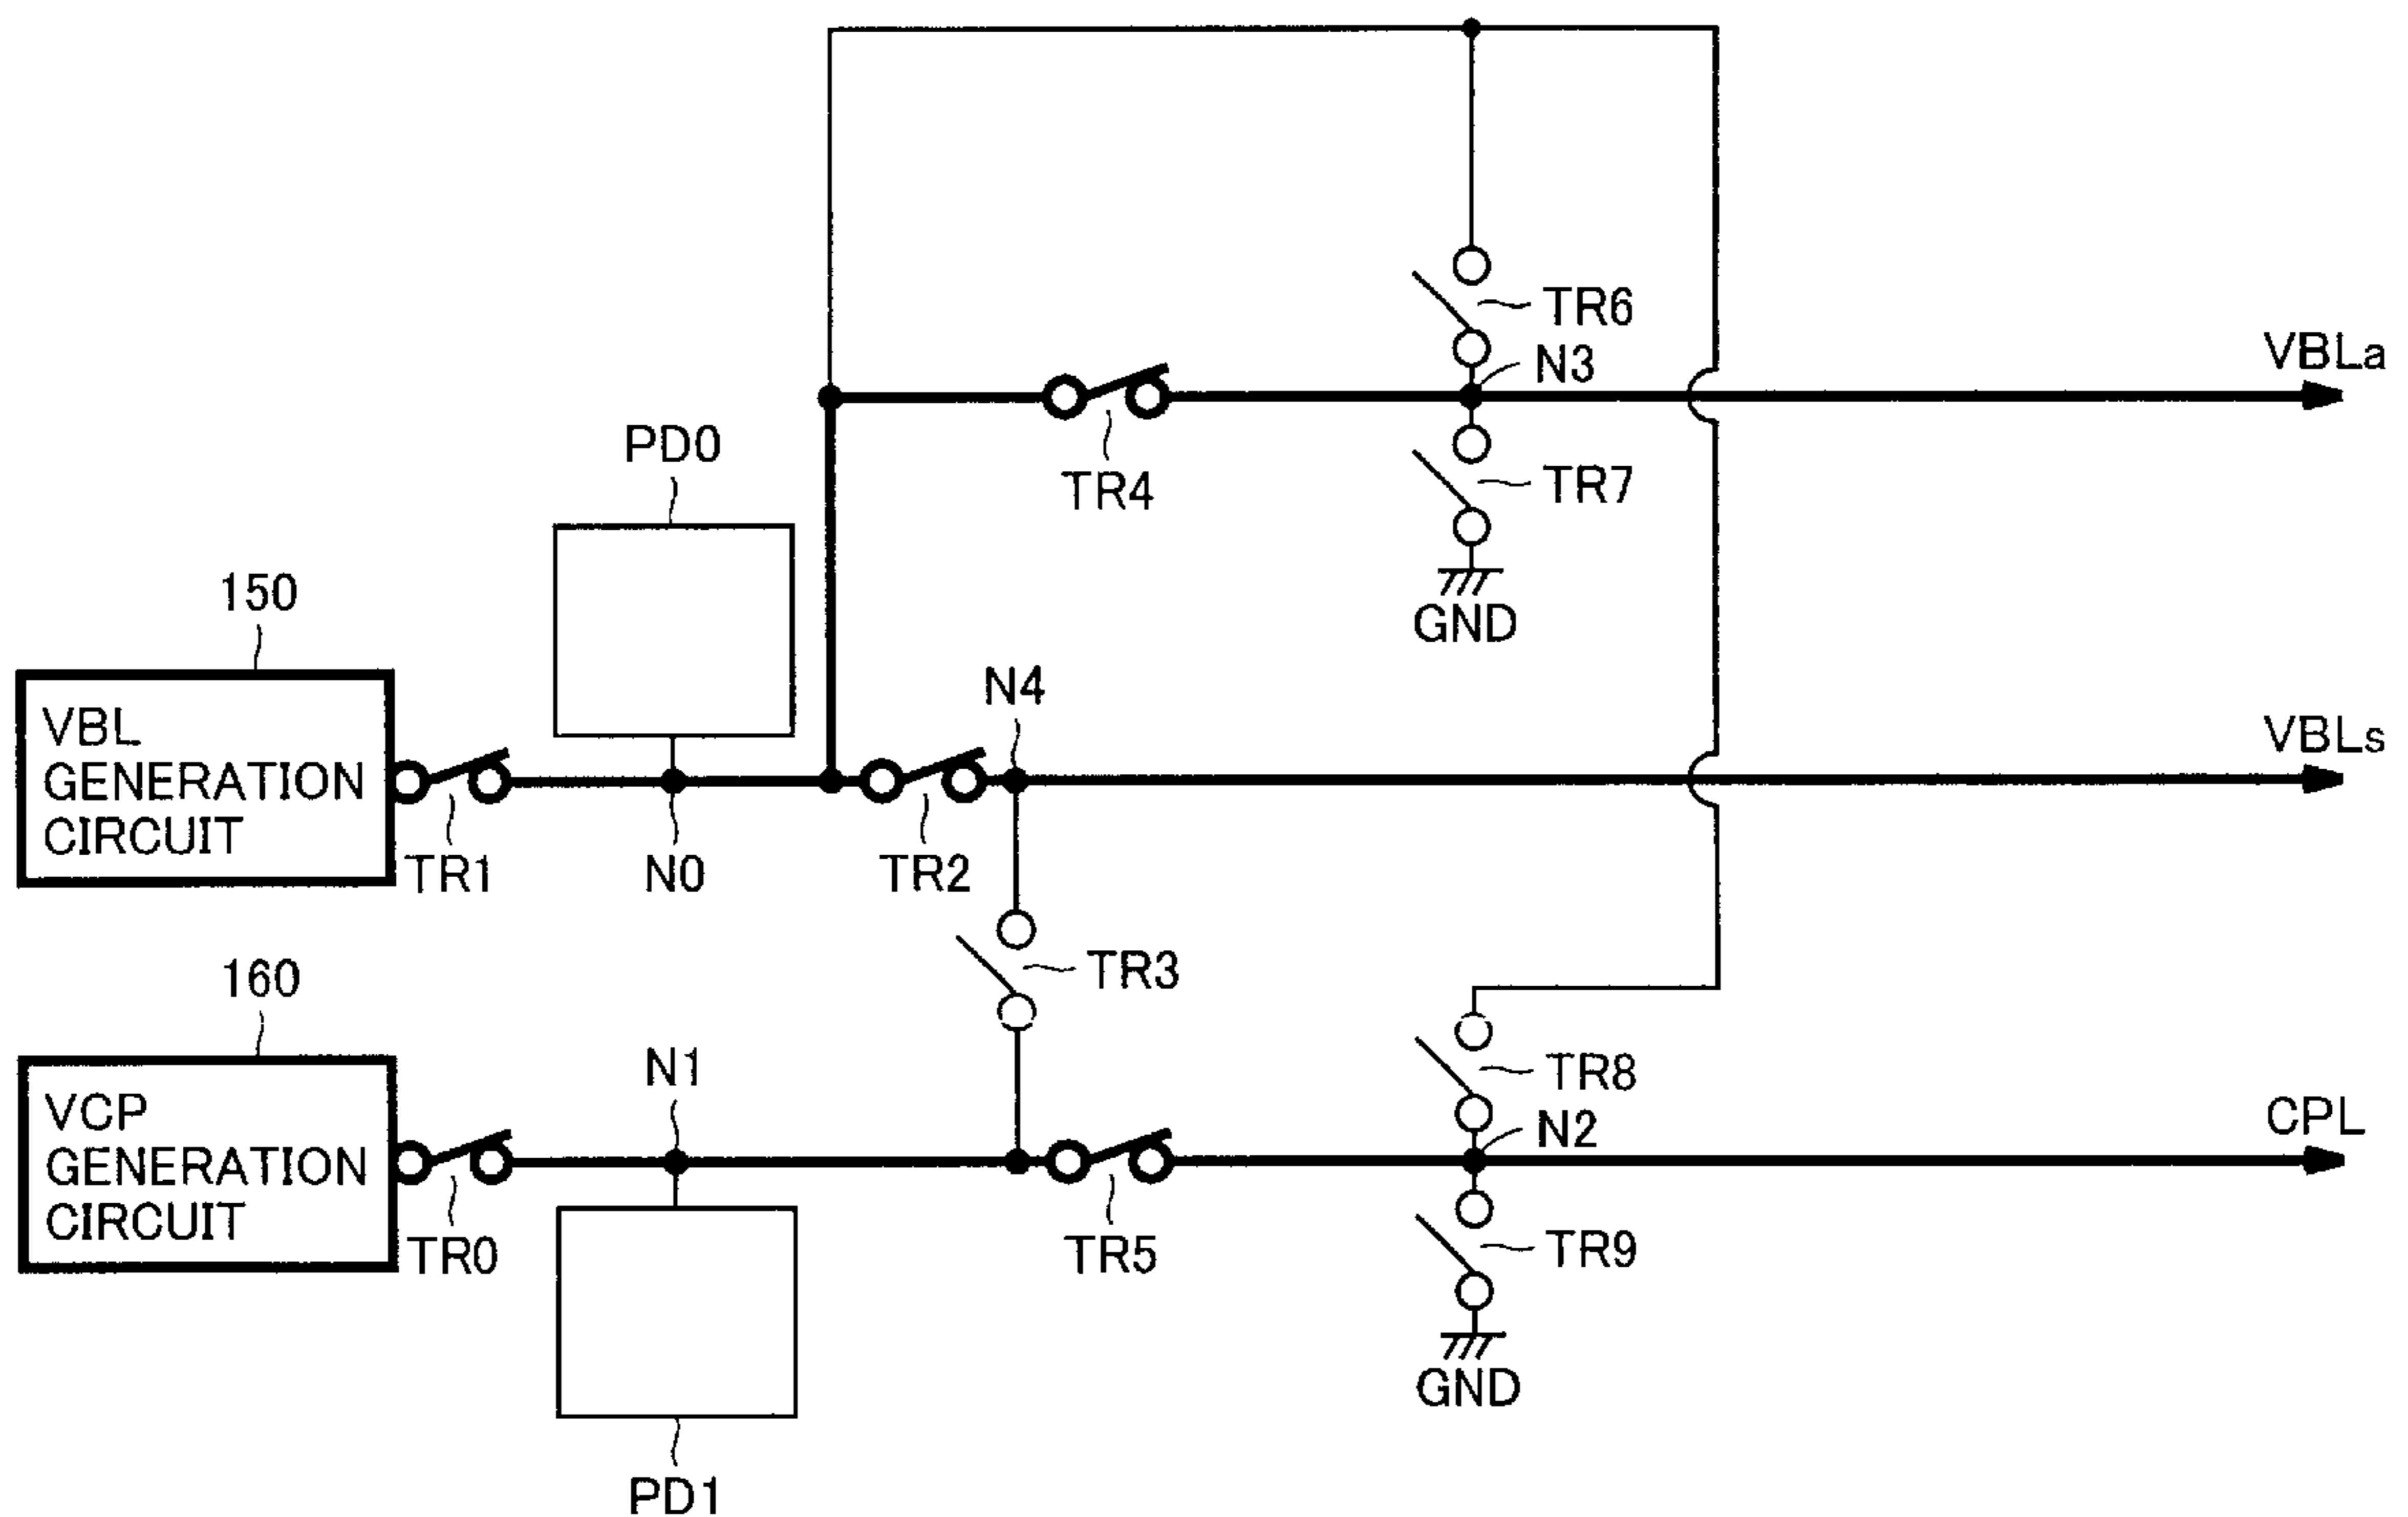 TR6
N3
VBLa
PD0
TR4
TR7
150
GND
N4
VBL
GENERATION
CIRCUIT
VBLs
TR1
N0
TR2
160
TR3
N1
TR8
VCP
GENERATION
CIRCUIT
N2
CPL
TR0
TR5
TR9
GND
PD1